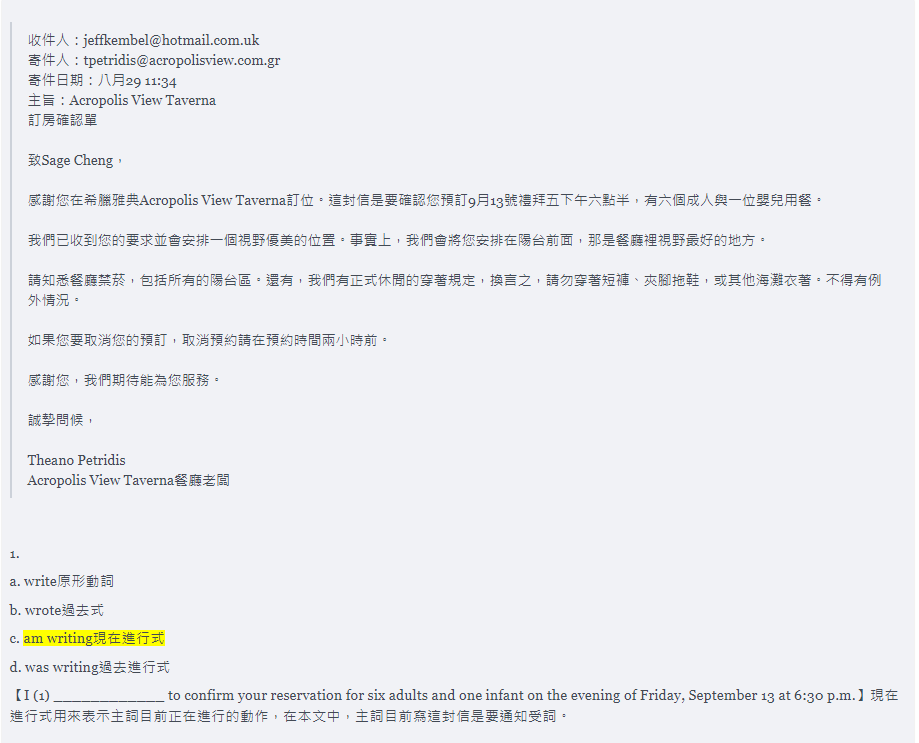 收件人：jeffkembel@hotmail.com.uk
寄件人：tpetridis@acropolisview.com.gr
寄件日期：八月29 11:34
主旨：Acropolis View Taverna
訂房確認單
致Sage Cheng，
感謝您在希臘雅典Acropolis View Taverna訂位。這封信是要確認您預訂9月13號禮拜五下午六點半，有六個成人與一位嬰兒用餐。
我們已收到您的要求並會安排一個視野優美的位置。事實上，我們會將您安排在陽台前面，那是餐廳裡視野最好的地方。
請知悉餐廳禁菸，包括所有的陽台區。還有，我們有正式休閒的穿著規定，換言之，請勿穿著短褲、夾腳拖鞋，或其他海灘衣著。不得有例
外情況。
如果您要取消您的預訂，取消預約請在預約時間兩小時前。
感謝您，我們期待能為您服務。
誠摯問候，
Theano Petridis
Acropolis View Taverna餐廳老闆
1.
a. write原形動詞
b. wrote過去式
c. am writing現在進行式
d. was writing過去進行式
【I (1) ____________ to confirm your reservation for six adults and one infant on the evening of Friday, September 13 at 6:30 p.m.】現在
進行式用來表示主詞目前正在進行的動作，在本文中，主詞目前寫這封信是要通知受詞。